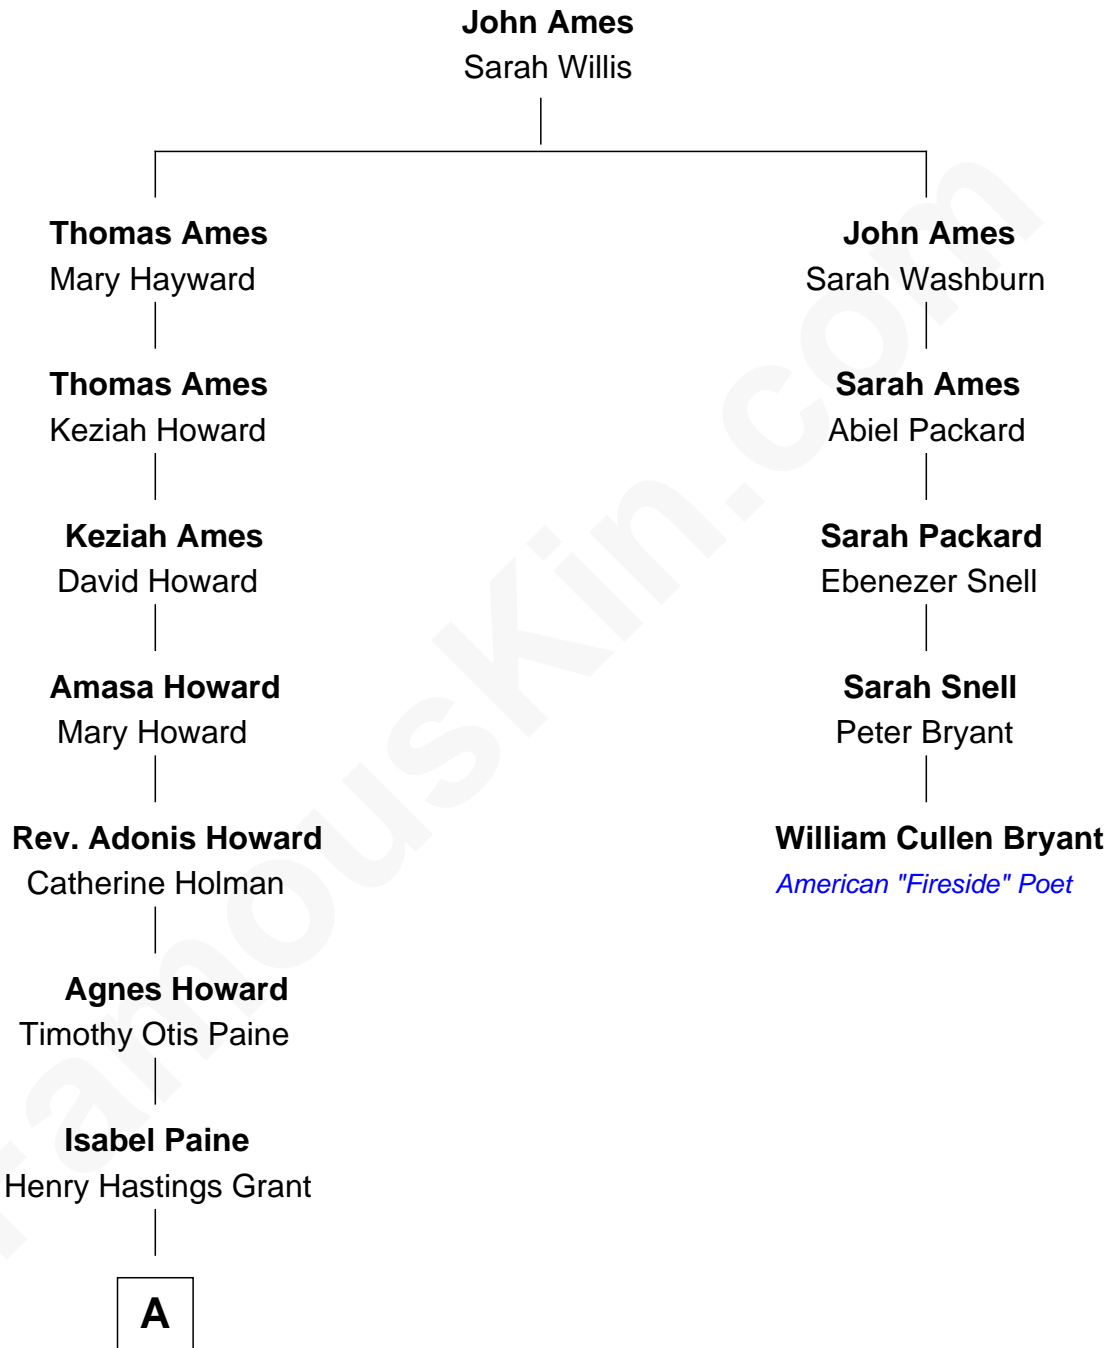 John Ames
Sarah Willis
Thomas Ames
Mary Hayward
John Ames
Sarah Washburn
Thomas Ames
Keziah Howard
Sarah Ames
Abiel Packard
Keziah Ames
David Howard
Sarah Packard
Ebenezer Snell
Amasa Howard
Mary Howard
Sarah Snell
Peter Bryant
Rev. Adonis Howard
Catherine Holman
William Cullen Bryant
American "Fireside" Poet
Agnes Howard
Timothy Otis Paine
Isabel Paine
Henry Hastings Grant
A
famouskin.com